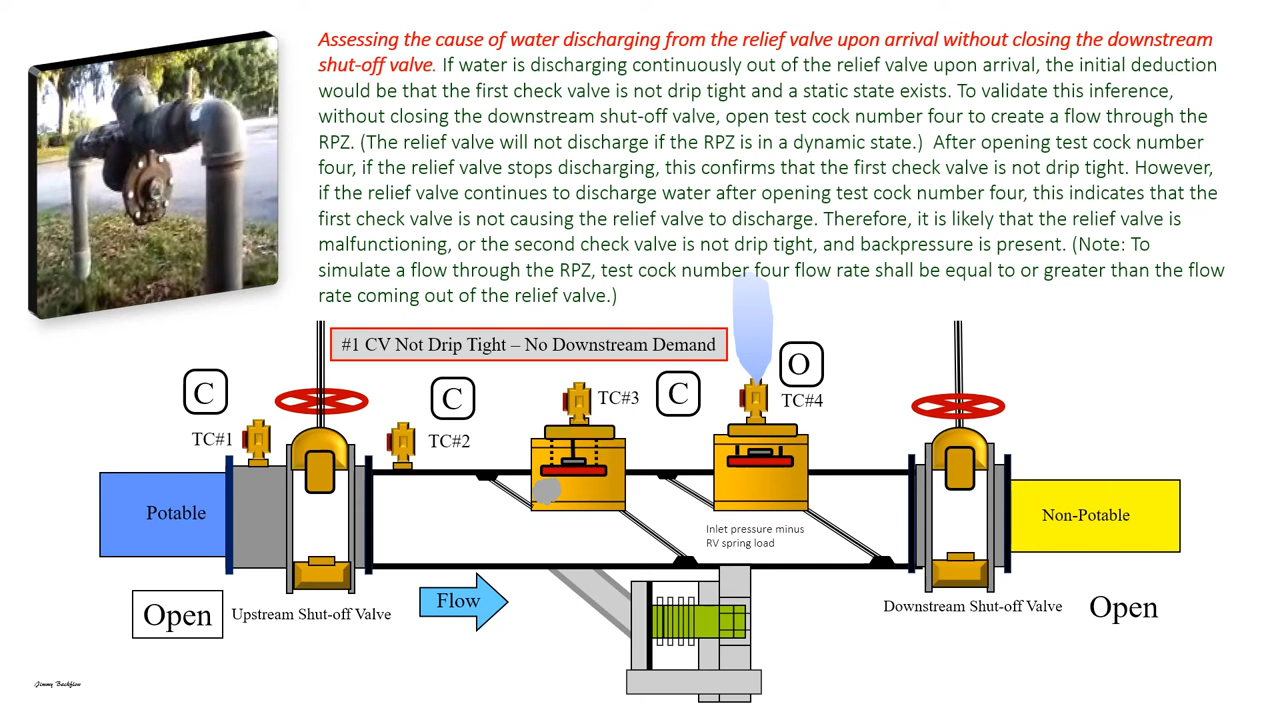 Assessing the cause of water discharging from the relief valve upon arrival without closing the downstream
shut-off valve. If water is discharging continuously out of the relief valve upon arrival, the initial deduction
would be that the first check valve is not drip tight and a static state exists. To validate this inference,
without closing the downstream shut-off valve, open test cock number four to create a flow through the
RPZ. (The relief valve will not discharge if the RPZ is in a dynamic state.) After opening test cock number
four, if the relief valve stops discharging, this confirms that the first check valve is not drip tight. However,
if the relief valve continues to discharge water after opening test cock number four, this indicates that the
first check valve is not causing the relief valve to discharge. Therefore, it is likely that the relief valve is
malfunctioning, or the second check valve is not drip tight, and backpressure is present. (Note: To
simulate a flow through the RPZ, test cock number four flow rate shall be equal to or greater than the flow
rate coming out of the relief valve.)
#1 CV Not Drip Tight – No Downstream Demand
C
C
C
O
TC#1
TC#2
TC#3
TC#4
Potable
Inlet pressure minus
RV spring load
Non-Potable
Open
Upstream Shut-off Valve
Flow
Downstream Shut-off Valve
Open
Jimmy Backflow